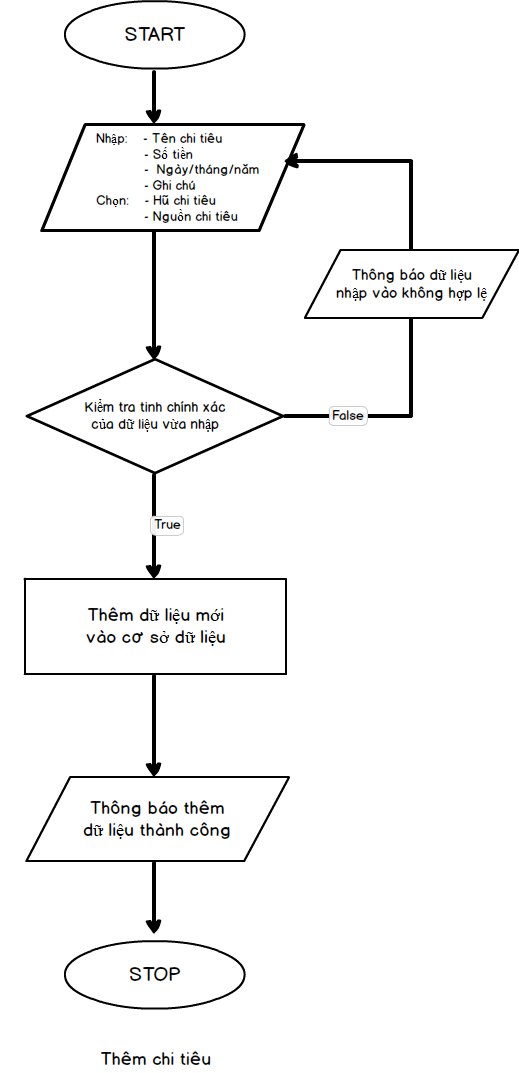 START
Nhập: - Tên chi tiêu
- Số tiền
- Ngày/tháng/năm
- Ghi chú
Chọn: - Hũ chi tiêu
- Nguồn chi tiêu
Thông báo dữ liệu
nhập vào không hợp lệ
Kiểm tra tinh chính xác
của dữ liệu vừa nhập
False
True
Thêm dữ liệu mới
vào cơ sở dữ liệu
Thông báo thêm
dữ liệu thành công
STOP
Thêm chi tiêu